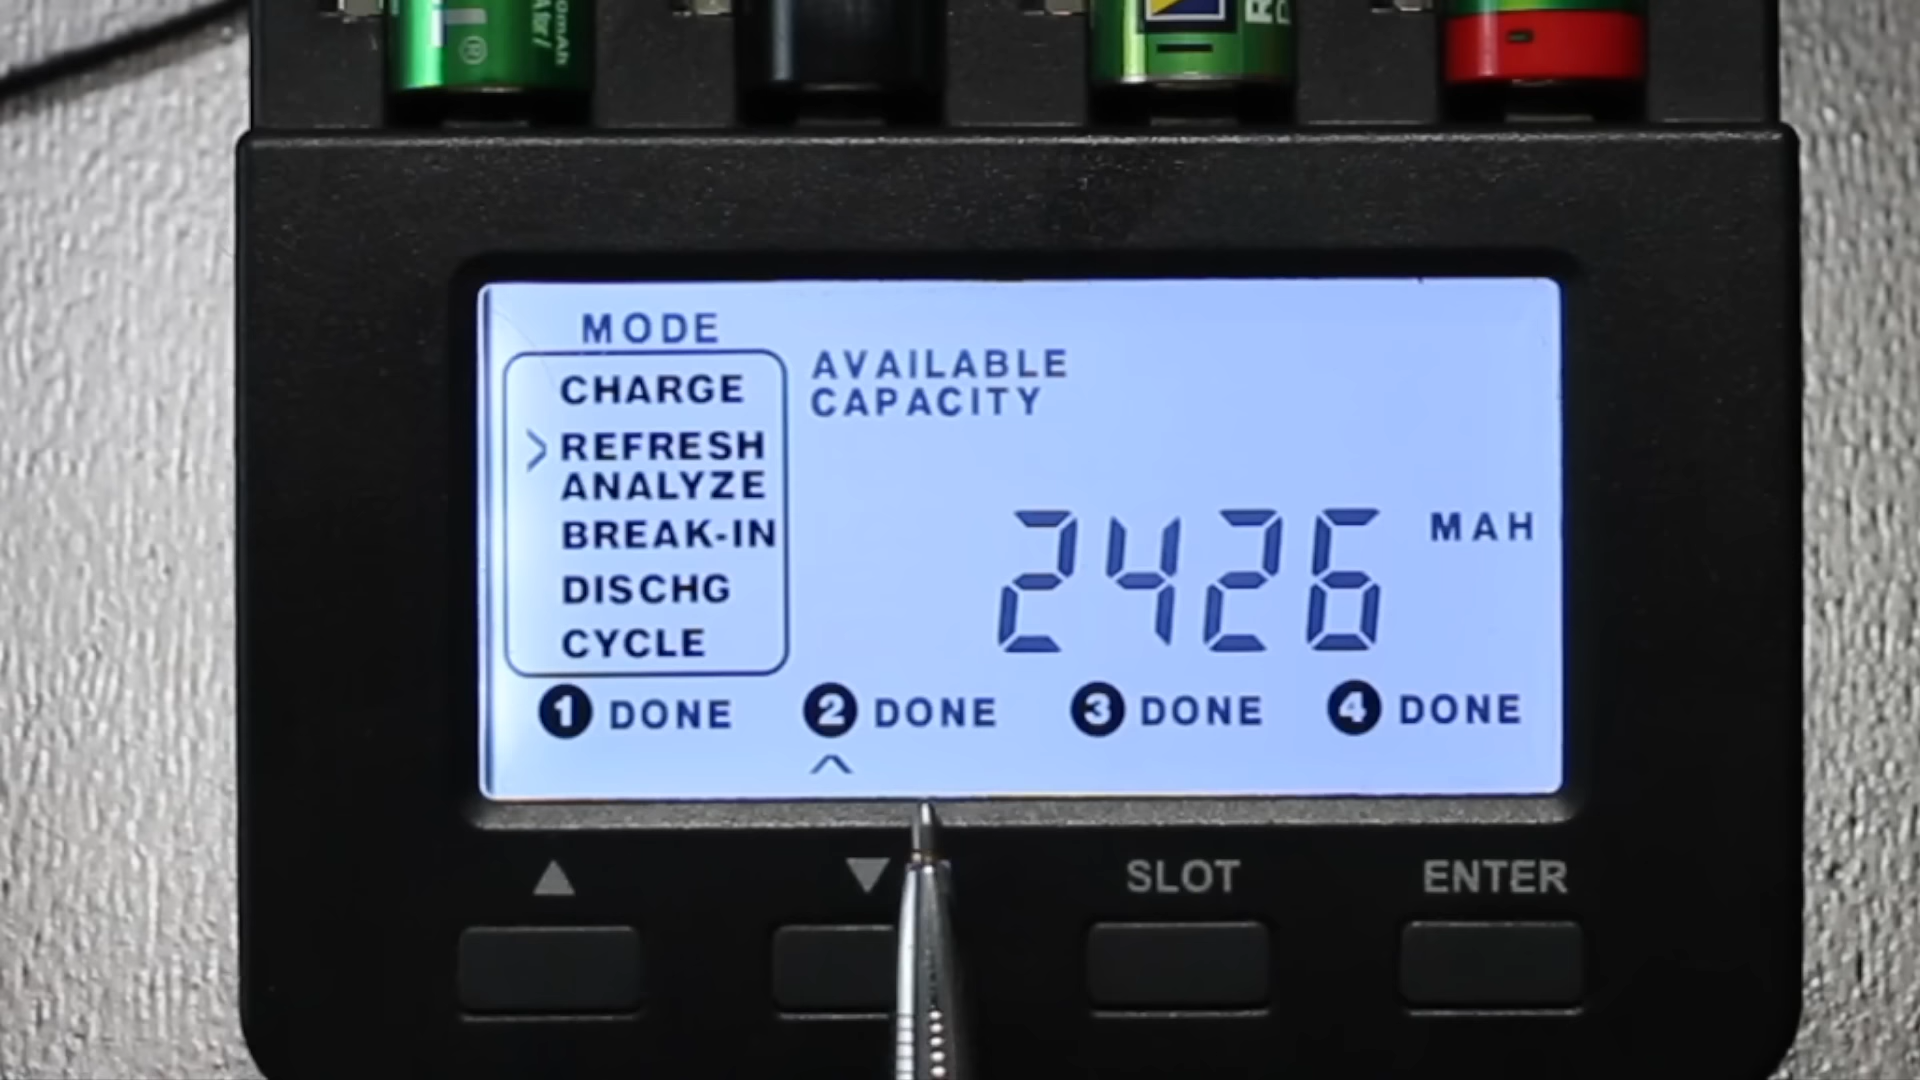 MODE
CHARGE
REFRESH
ANALYZE
BREAK-IN
DISCHG
CYCLE
AVAILABLE
CAPACITY
2426 MAH
1 DONE 2 DONE 3 DONE 4 DONE
SLOT ENTER